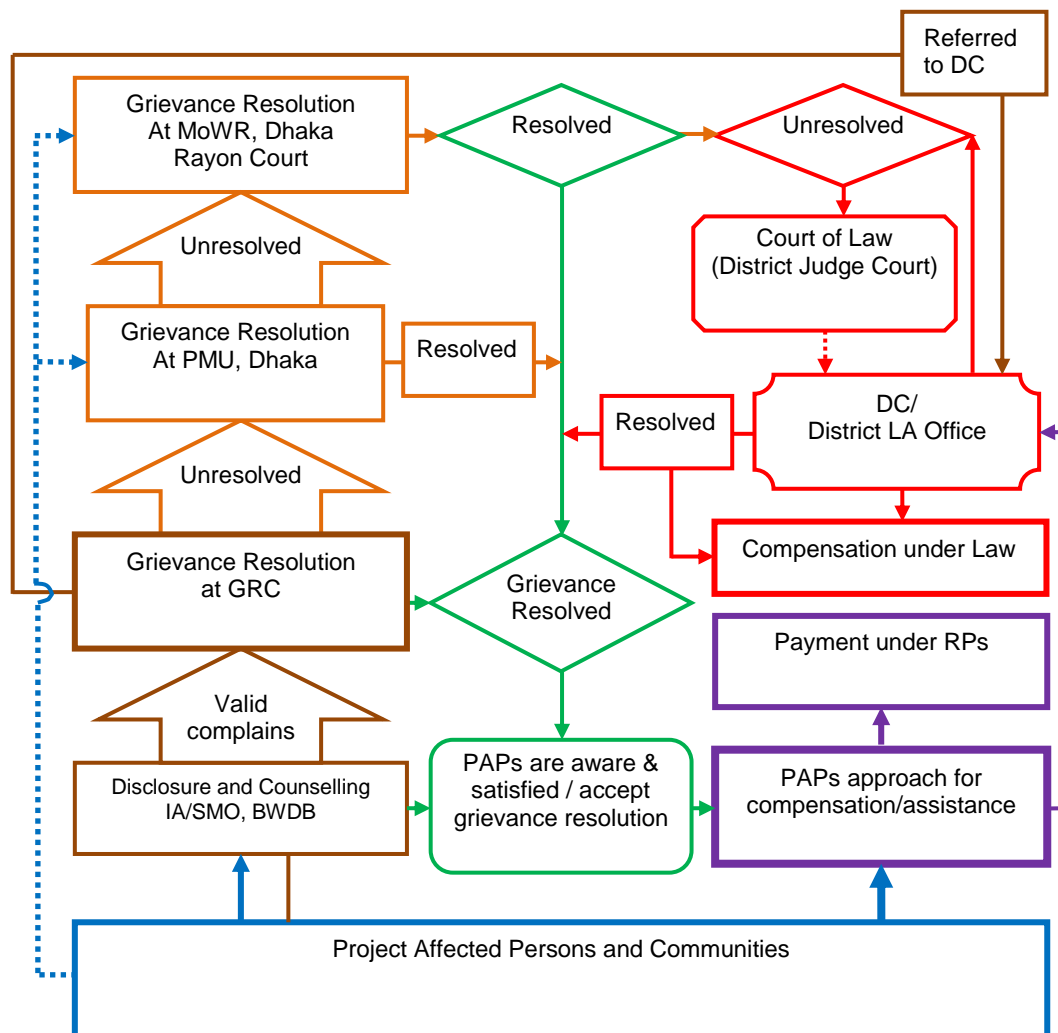 Referred
to DC
Grievance Resolution
At MoWR, Dhaka
Rayon Court
Resolved
Unresolved
Unresolved
Court of Law
(District Judge Court)
Grievance Resolution
At PMU, Dhaka
Resolved
DC/
District LA Office
Resolved
Unresolved
Grievance Resolution
at GRC
Grievance
Resolved
Compensation under Law
Payment under RPs
Valid
complains
Disclosure and Counselling
IA/SMO, BWDB
PAPs are aware &
satisfied / accept
grievance resolution
PAPs approach for
compensation/assistance
Project Affected Persons and Communities